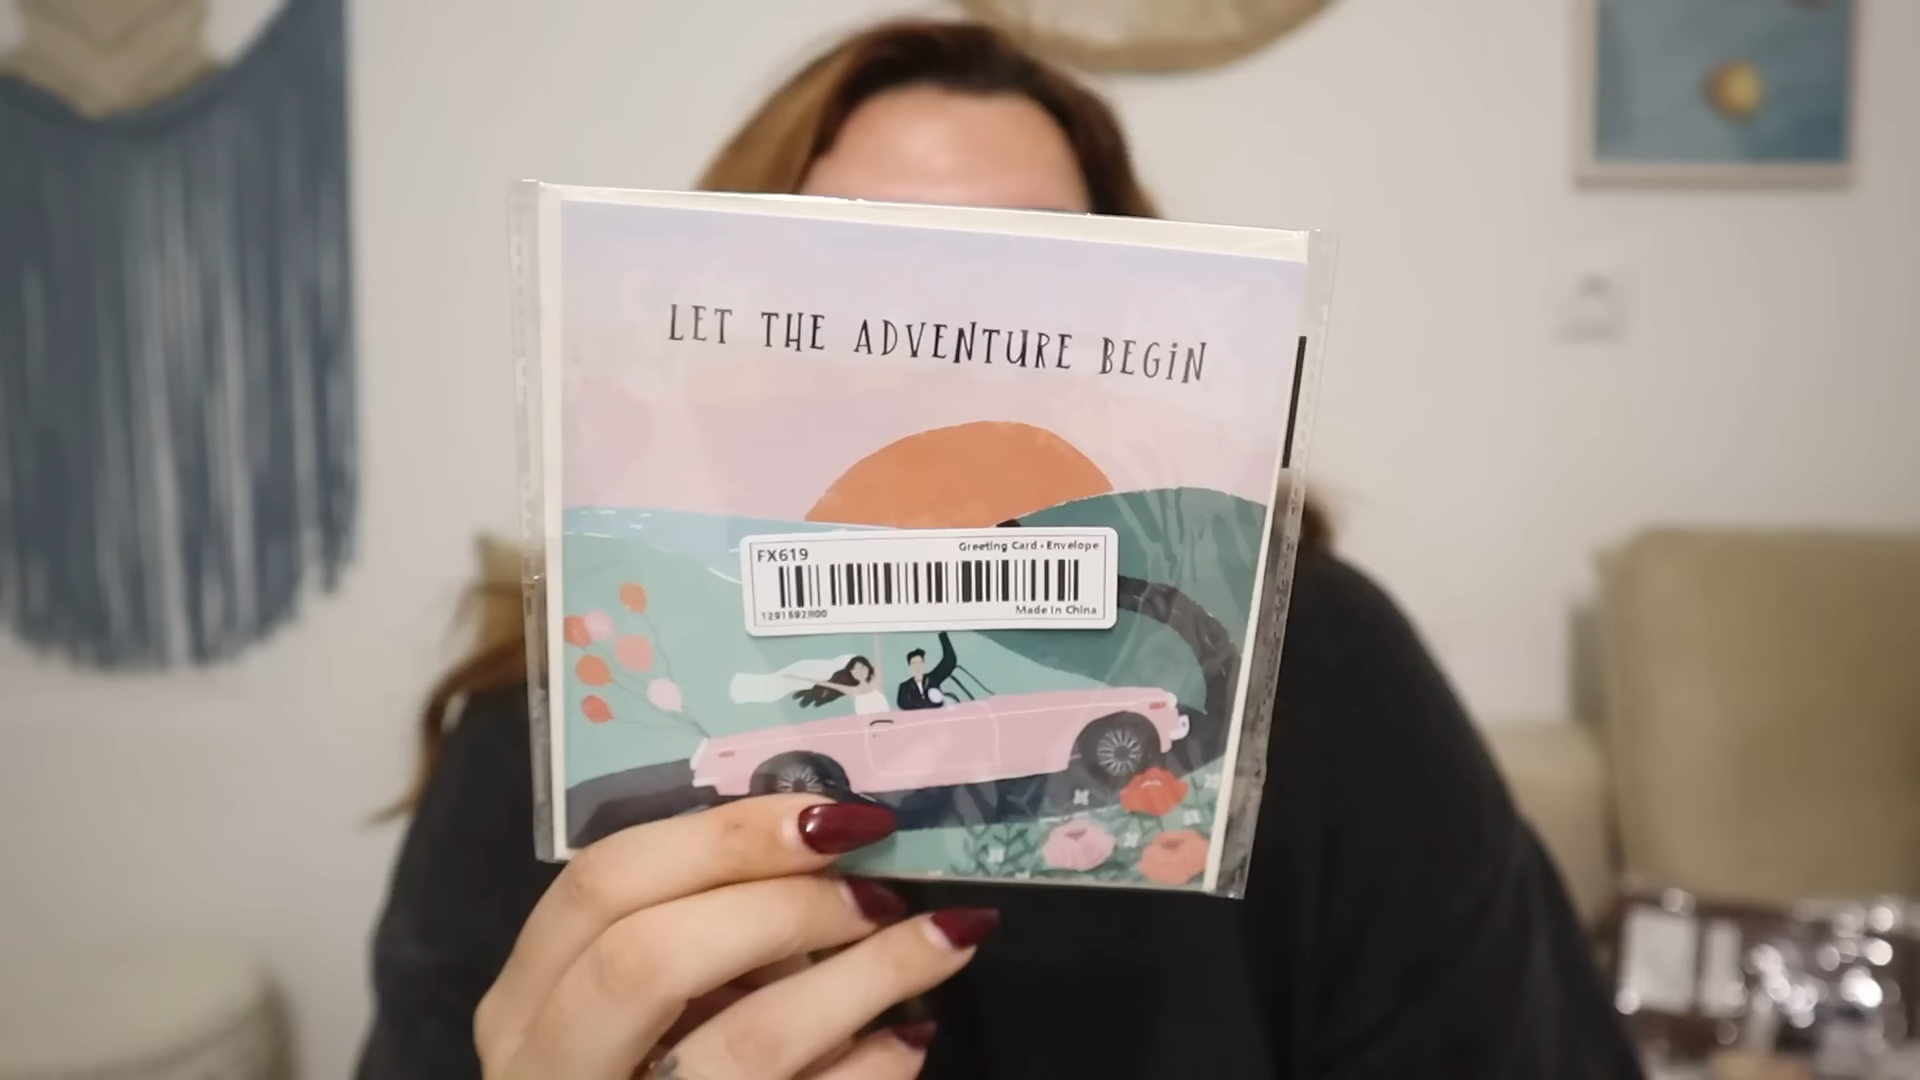 LET THE ADVENTURE BEGIN
FX619
Greeting Card - Envelope
Made In China